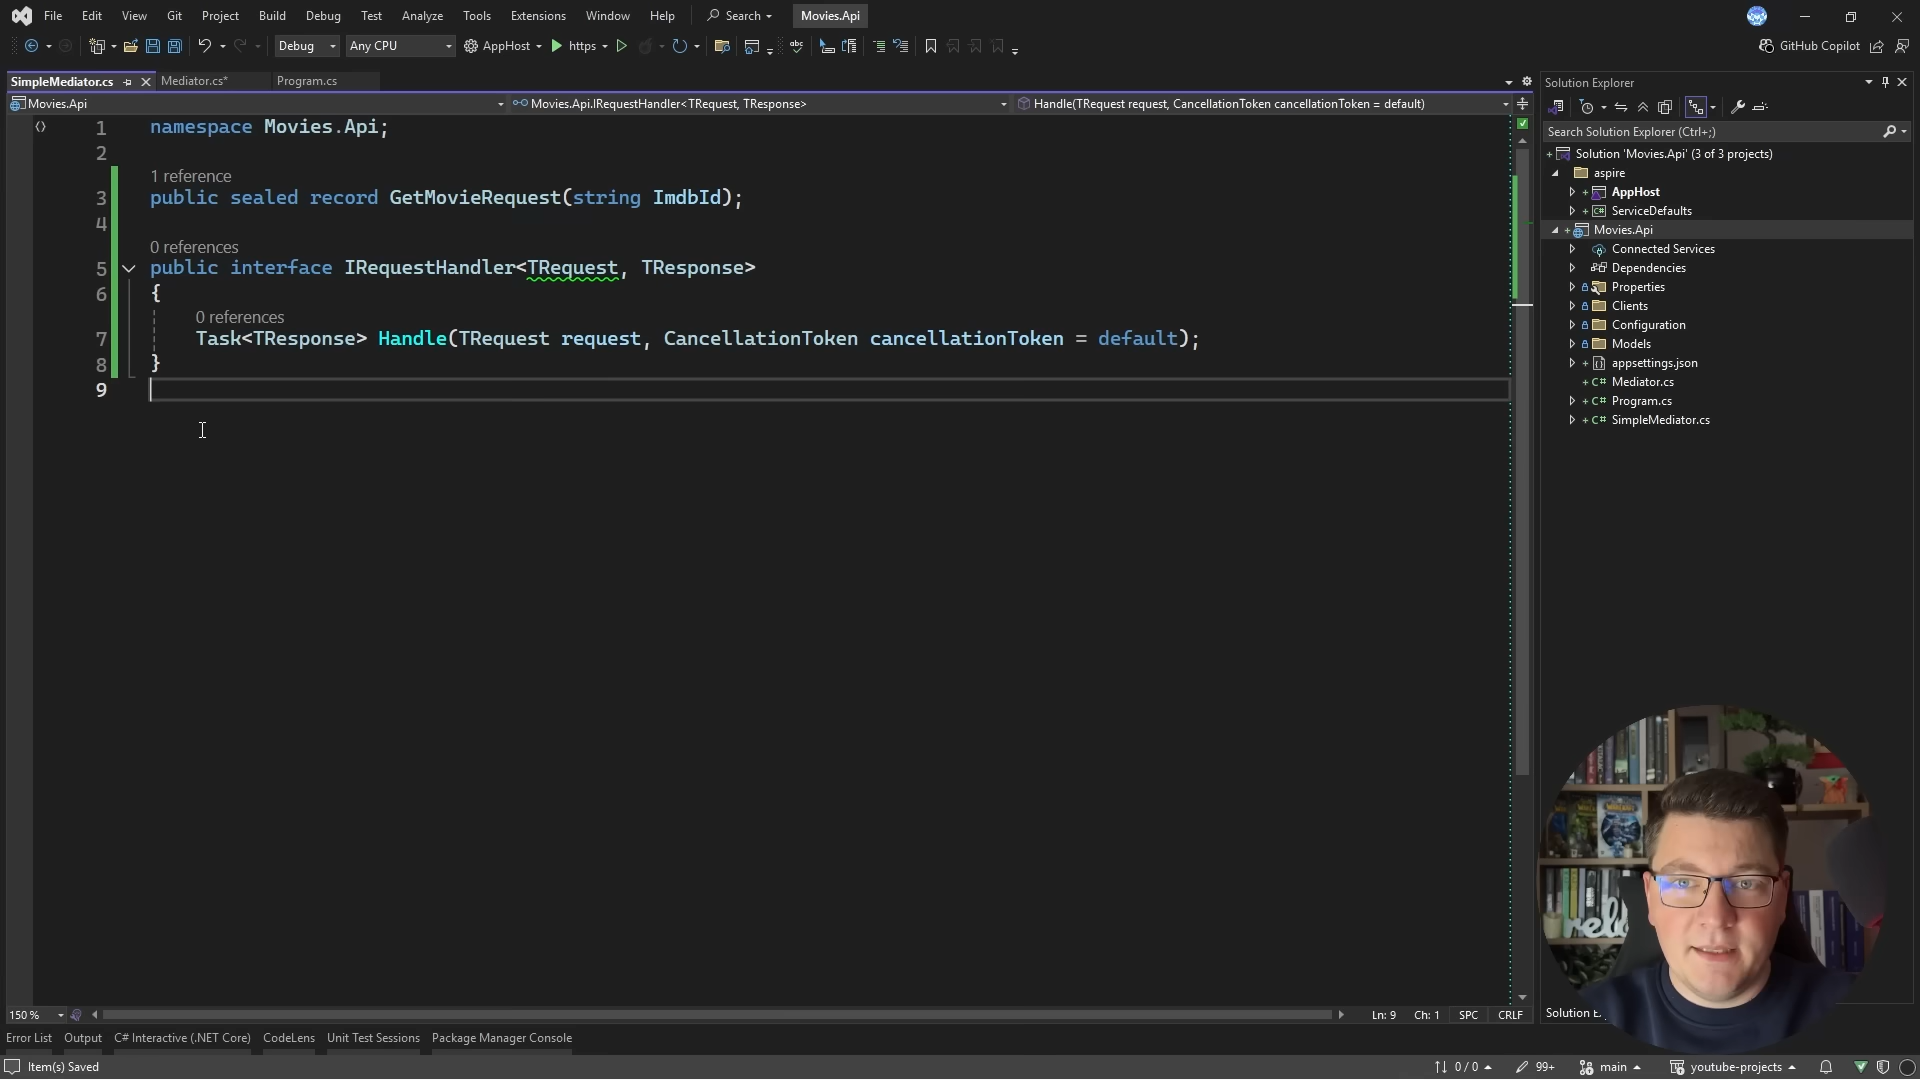 File Edit View Git Project Build Debug Test Analyze Tools Extensions Window Help Search Movies.Api
Debug Any CPU AppHost https GitHub Copilot
SimpleMediator.cs Mediator.cs* Program.cs
Movies.Api Movies.Api.IRequestHandler<TRequest, TResponse> Handle(TRequest request, CancellationToken cancellationToken = default)
1 namespace Movies.Api;
2
1 reference
3 public sealed record GetMovieRequest(string ImdbId);
4
0 references
5 public interface IRequestHandler<TRequest, TResponse>
6 {
0 references
7 Task<TResponse> Handle(TRequest request, CancellationToken cancellationToken = default);
8 }
9
Solution Explorer
Search Solution Explorer (Ctrl+;)
Solution 'Movies.Api' (3 of 3 projects)
aspire
AppHost
ServiceDefaults
Movies.Api
Connected Services
Dependencies
Properties
Clients
Configuration
Models
appsettings.json
Mediator.cs
Program.cs
SimpleMediator.cs
150 % Ln: 9 Ch: 1 SPC CRLF
Solution
Error List Output C# Interactive (.NET Core) CodeLens Unit Test Sessions Package Manager Console
Item(s) Saved 0 / 0 99+ main youtube-projects